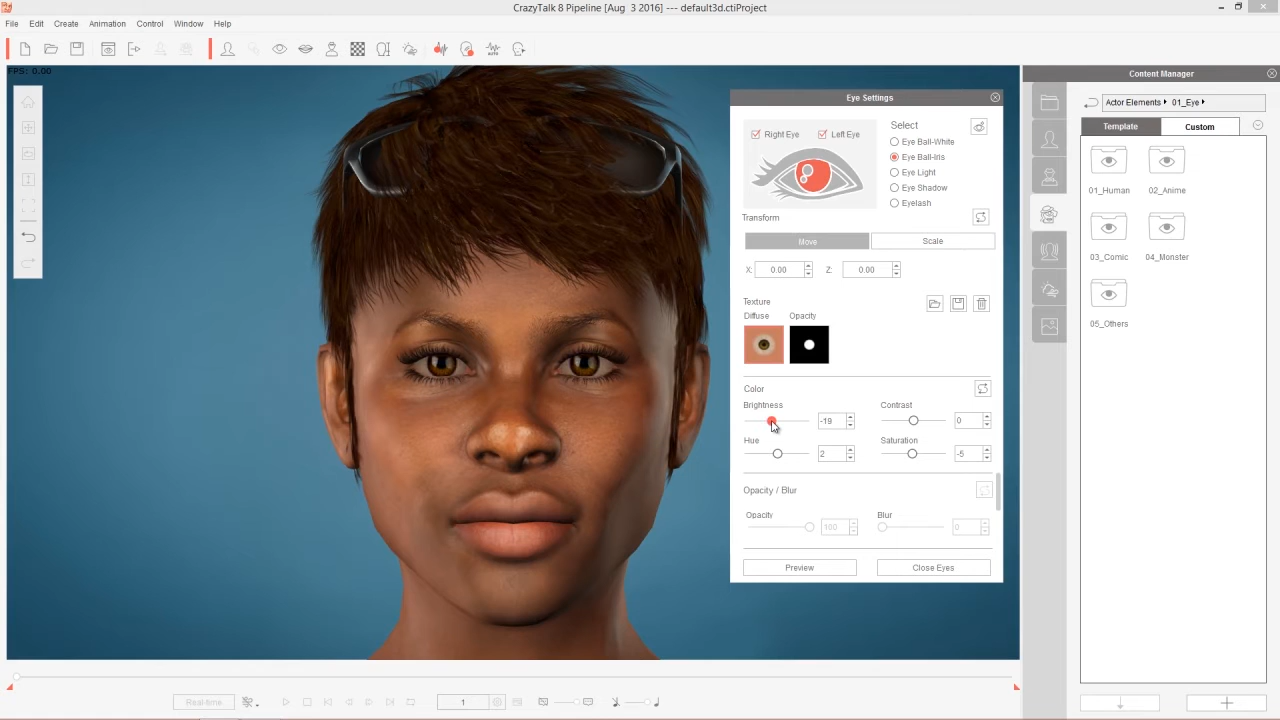 CrazyTalk 8 Pipeline [Aug 3 2016] --- default3d.ctiProject
File Edit Create Animation Control Window Help
FPS: 0.00
Content Manager
Actor Elements 01_Eye
Template Custom
01_Human 02_Anime
03_Comic 04_Monster
05_Others
Eye Settings
Right Eye Left Eye
Select
Eye Ball-White
Eye Ball-Iris
Eye Light
Eye Shadow
Eyelash
Transform
Move Scale
X: 0.00 Z: 0.00
Texture
Diffuse Opacity
Color
Brightness Contrast
-19 0
Hue Saturation
2 -5
Opacity / Blur
Opacity Blur
100 0
Preview Close Eyes
Real-time 1